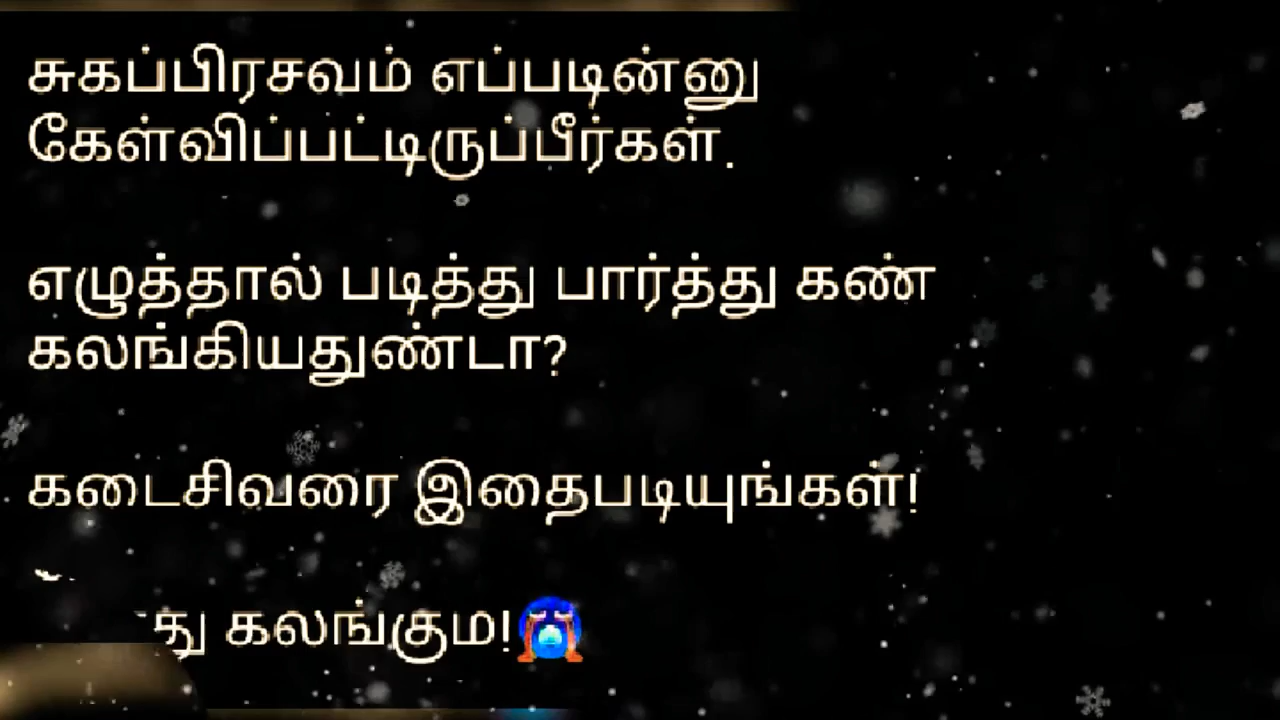 சுகப்பிரசவம் எப்படின்னு
கேள்விப்பட்டிருப்பீர்கள்.
எழுத்தால் படித்து பார்த்து கண்
கலங்கியதுண்டா?
கடைசிவரை இதைபடியுங்கள்!
கலங்கும!😭